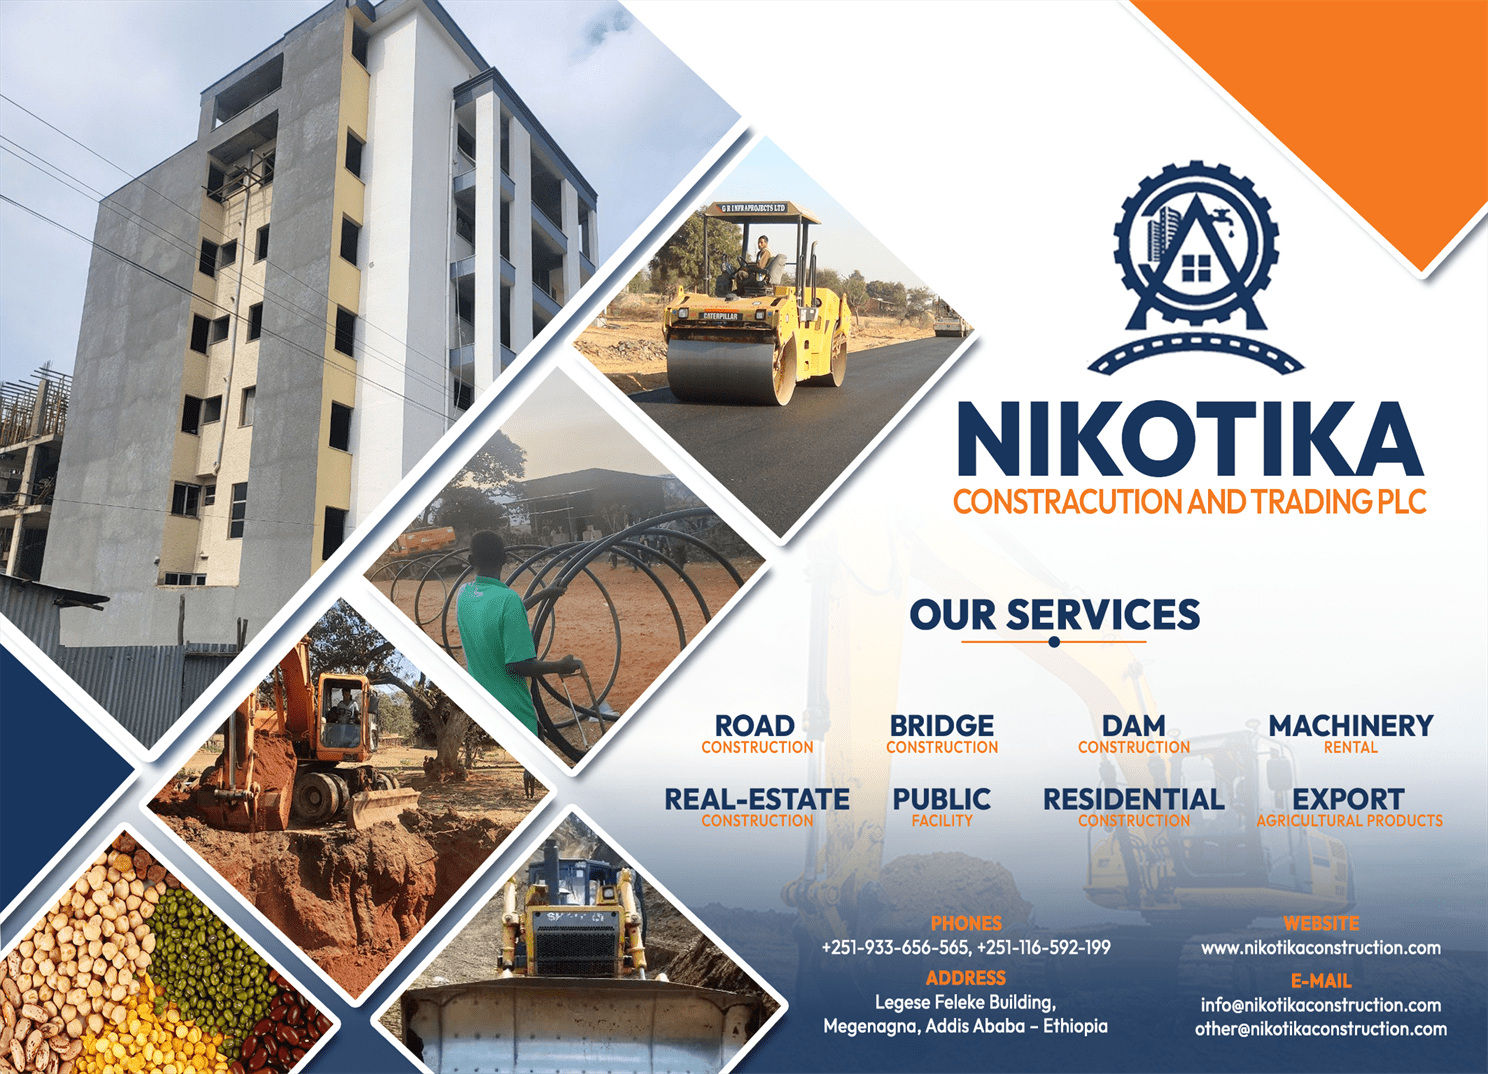 G R INFRAPROJECTS LTD
CATERPILLAR
NIKOTIKA
CONSTRACUTION AND TRADING PLC
OUR SERVICES
ROAD
CONSTRUCTION
BRIDGE
CONSTRUCTION
DAM
CONSTRUCTION
MACHINERY
RENTAL
REAL-ESTATE
CONSTRUCTION
PUBLIC
FACILITY
RESIDENTIAL
CONSTRUCTION
EXPORT
AGRICULTURAL PRODUCTS
PHONES
+251-933-656-565, +251-116-592-199
ADDRESS
Legese Feleke Building,
Megenagna, Addis Ababa – Ethiopia
WEBSITE
www.nikotikaconstruction.com
E-MAIL
info@nikotikaconstruction.com
other@nikotikaconstruction.com